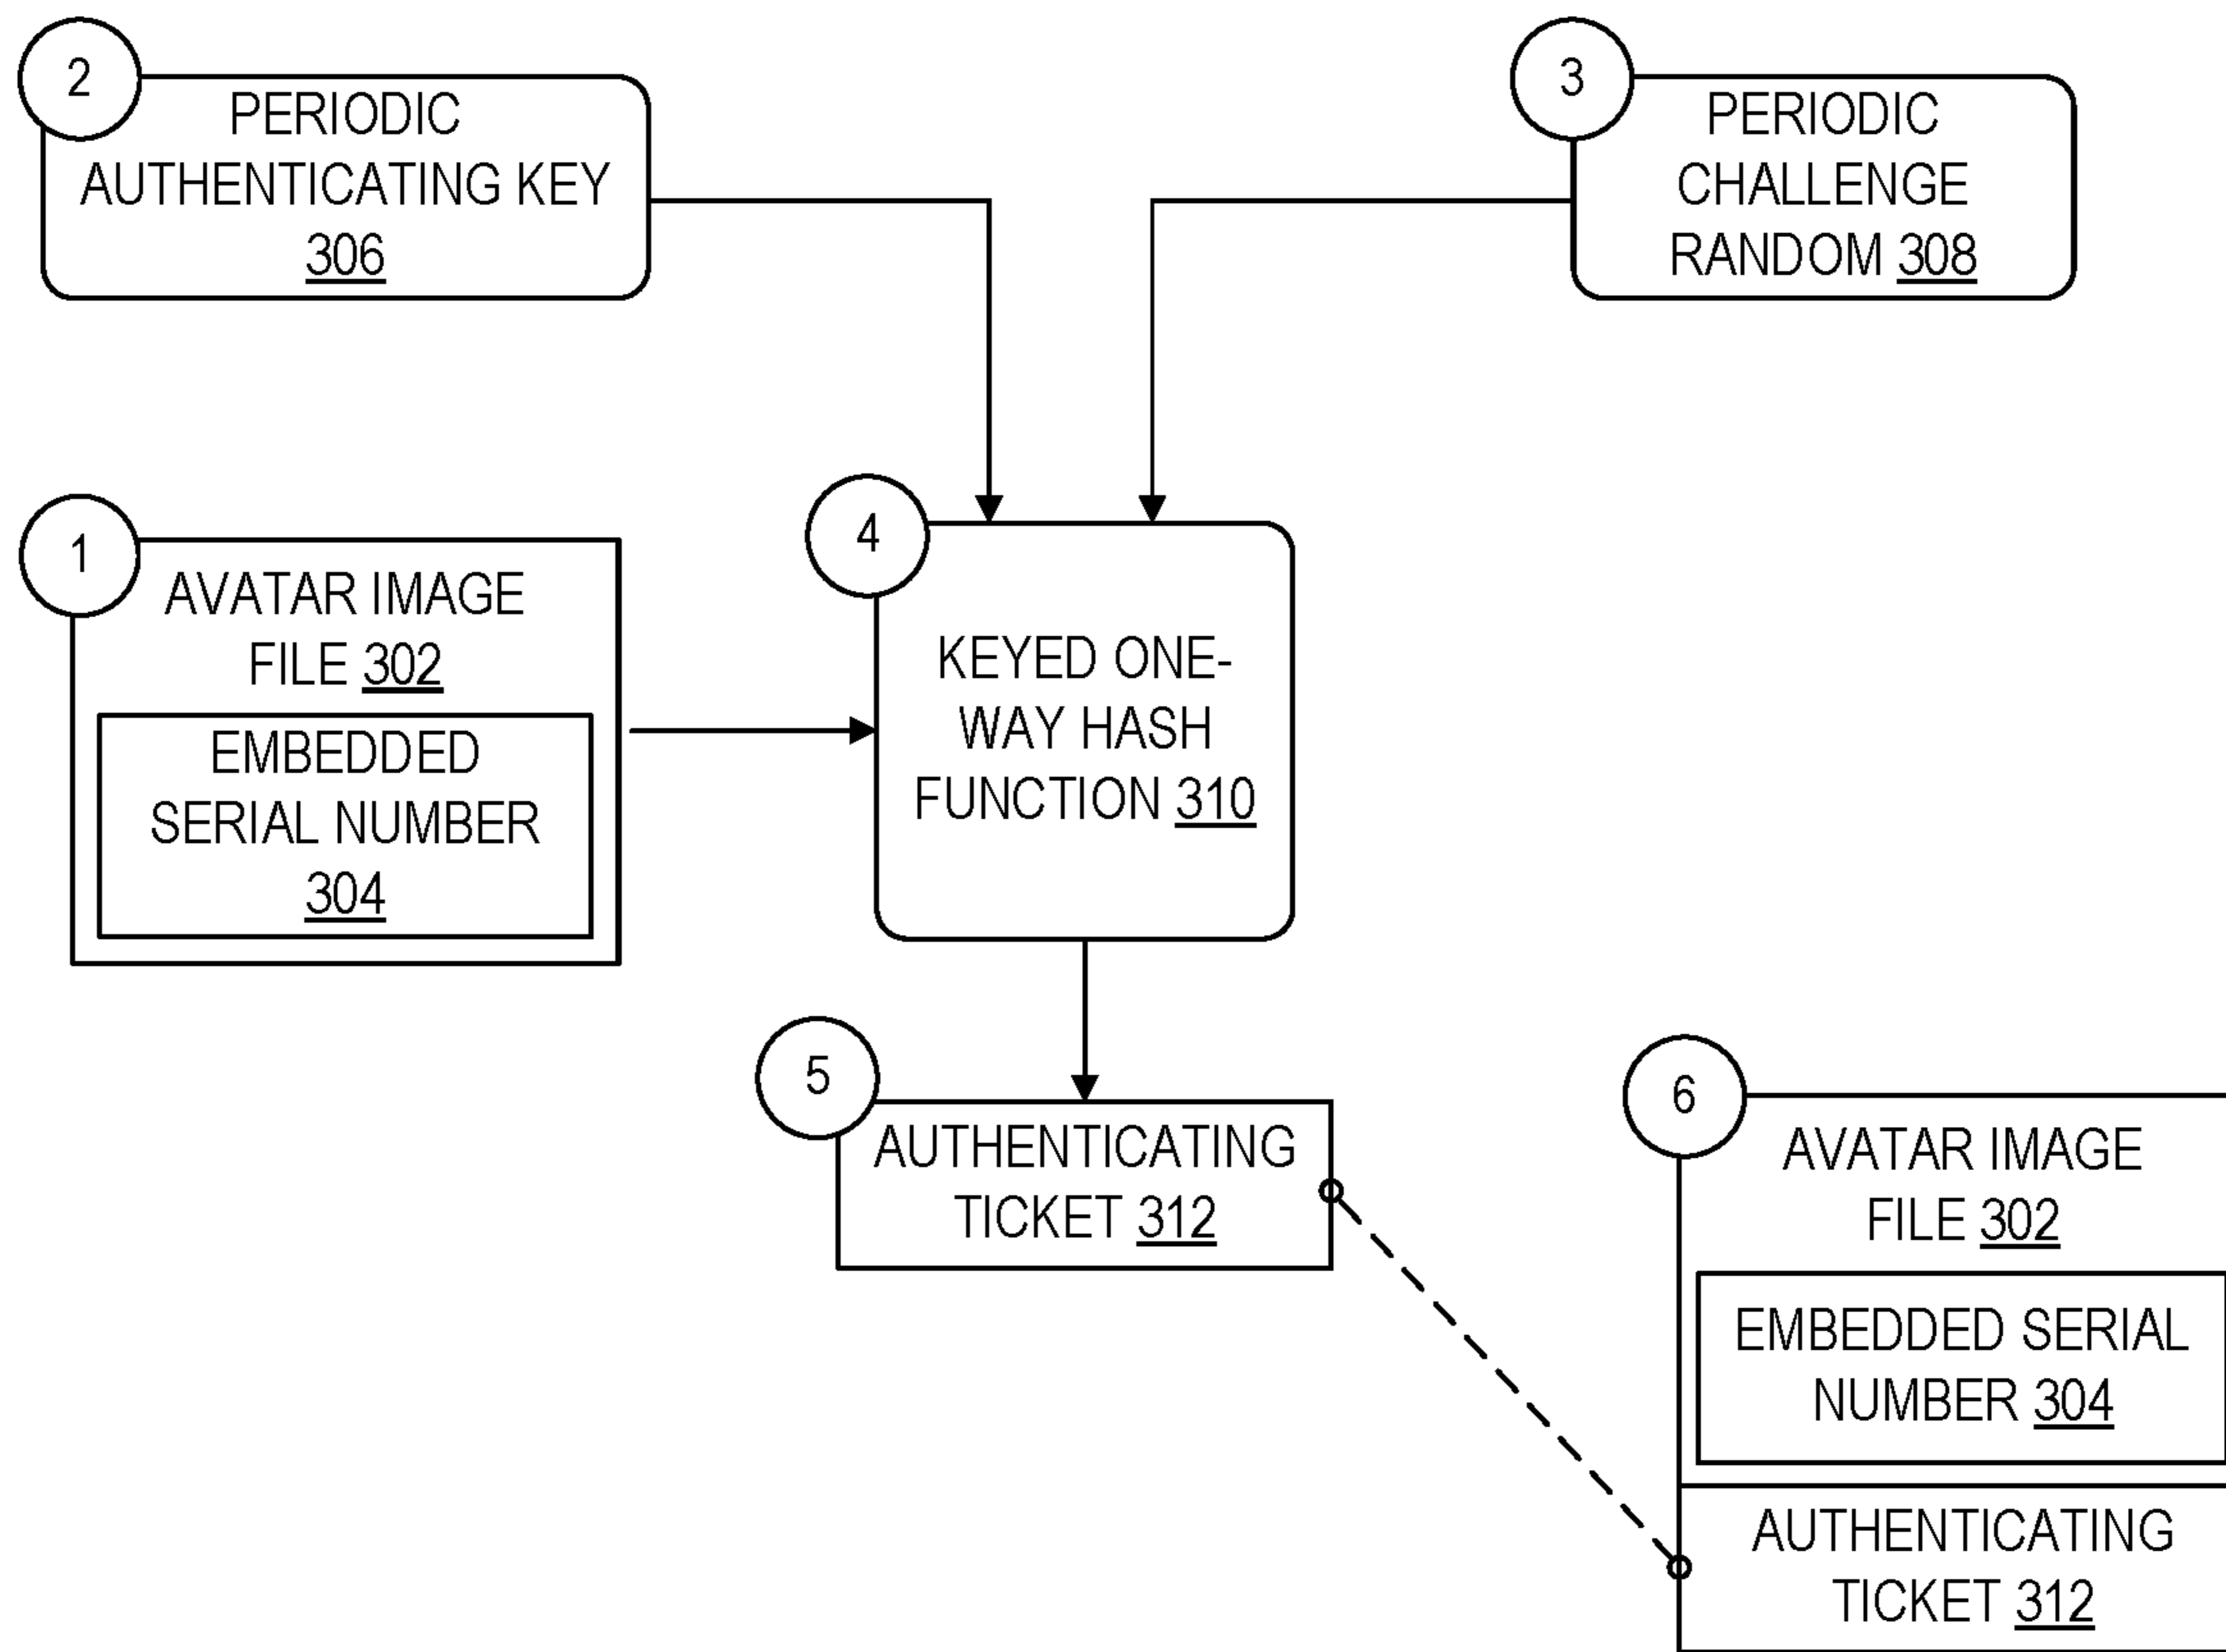 2
PERIODIC
AUTHENTICATING KEY
306
3
PERIODIC
CHALLENGE
RANDOM 308
1
AVATAR IMAGE
FILE 302
EMBEDDED
SERIAL NUMBER
304
4
KEYED ONE-
WAY HASH
FUNCTION 310
5
AUTHENTICATING
TICKET 312
6
AVATAR IMAGE
FILE 302
EMBEDDED SERIAL
NUMBER 304
AUTHENTICATING
TICKET 312